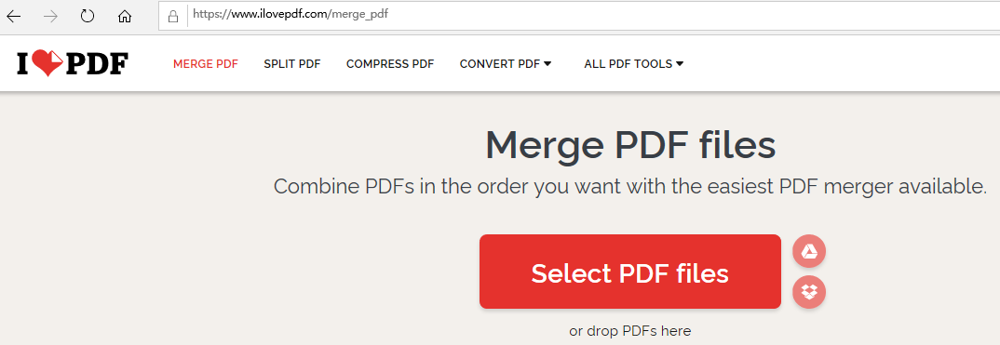 https://www.ilovepdf.com/merge_pdf
I PDF
MERGE PDF SPLIT PDF COMPRESS PDF CONVERT PDF ALL PDF TOOLS
Merge PDF files
Combine PDFs in the order you want with the easiest PDF merger available.
Select PDF files
or drop PDFs here